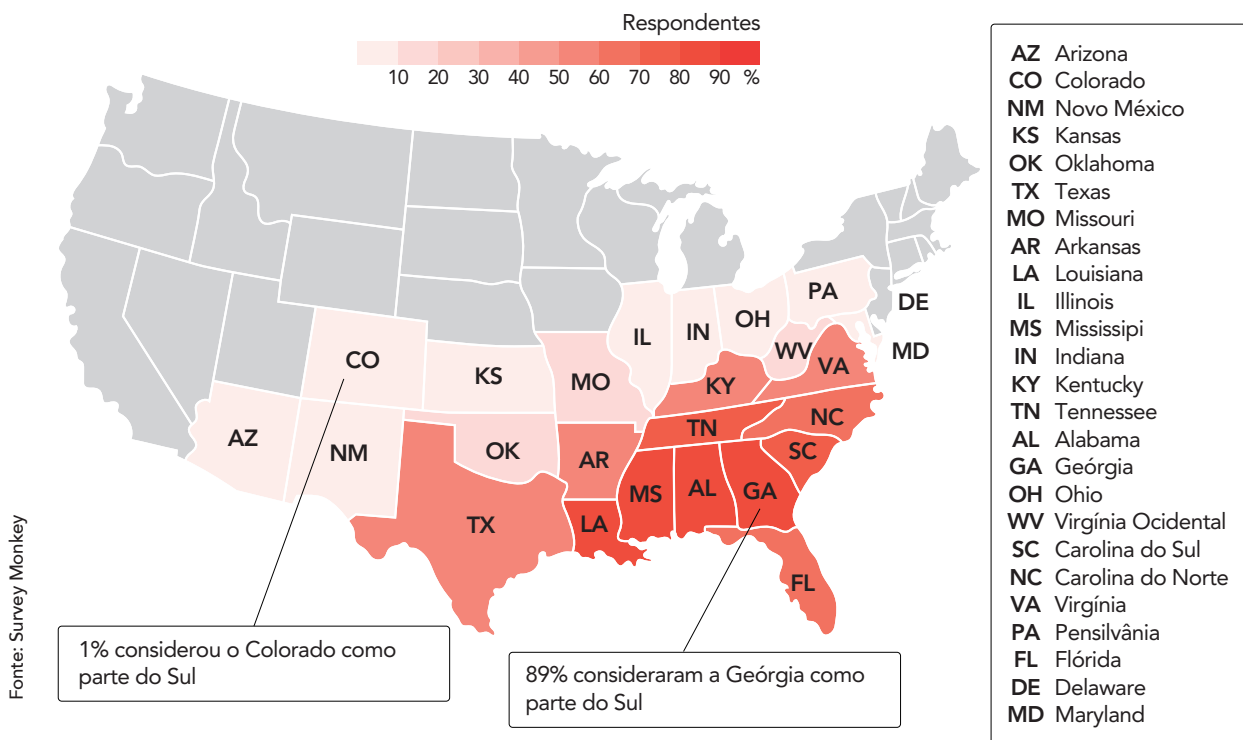 Respondentes
10 20 30 40 50 60 70 80 90 %
CO
KS
MO
IL
IN
OH
PA
DE
MD
WV
VA
KY
AZ
NM
OK
AR
TN
NC
SC
TX
LA
MS
AL
GA
FL
1% considerou o Colorado como
parte do Sul
89% consideraram a Geórgia como
parte do Sul
Fonte: Survey Monkey
AZ Arizona
CO Colorado
NM Novo México
KS Kansas
OK Oklahoma
TX Texas
MO Missouri
AR Arkansas
LA Louisiana
IL Illinois
MS Mississipi
IN Indiana
KY Kentucky
TN Tennessee
AL Alabama
GA Geórgia
OH Ohio
WV Virgínia Ocidental
SC Carolina do Sul
NC Carolina do Norte
VA Virgínia
PA Pensilvânia
FL Flórida
DE Delaware
MD Maryland